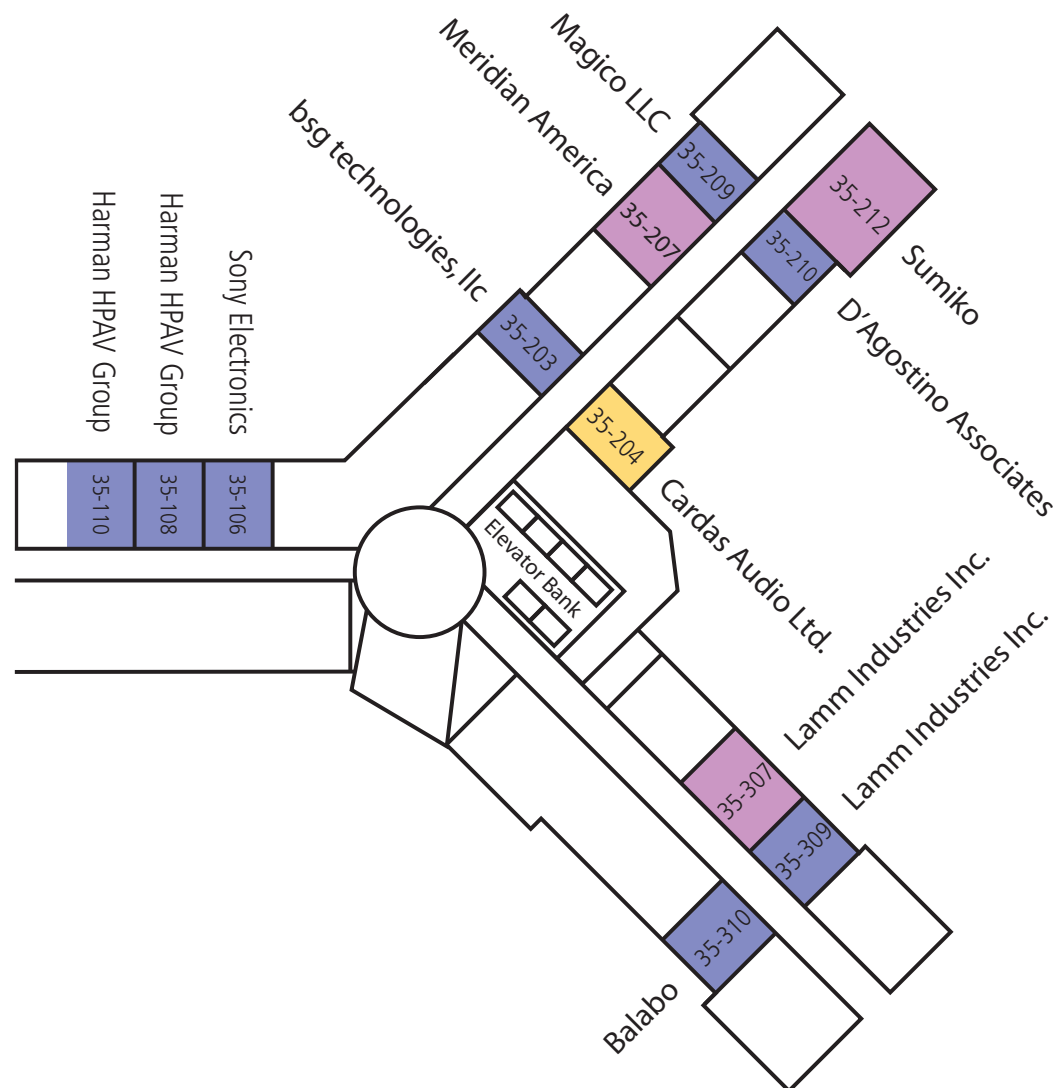 Magico LLC
Meridian America
bsg technologies, llc
Harman HPAV Group
Harman HPAV Group
Sony Electronics
35-209
35-207
35-203
35-212
35-210
35-204
Sumiko
D'Agostino Associates
Cardas Audio Ltd.
35-110
35-108
35-106
Elevator Bank
Lamm Industries Inc.
Lamm Industries Inc.
35-307
35-309
35-310
Balabo